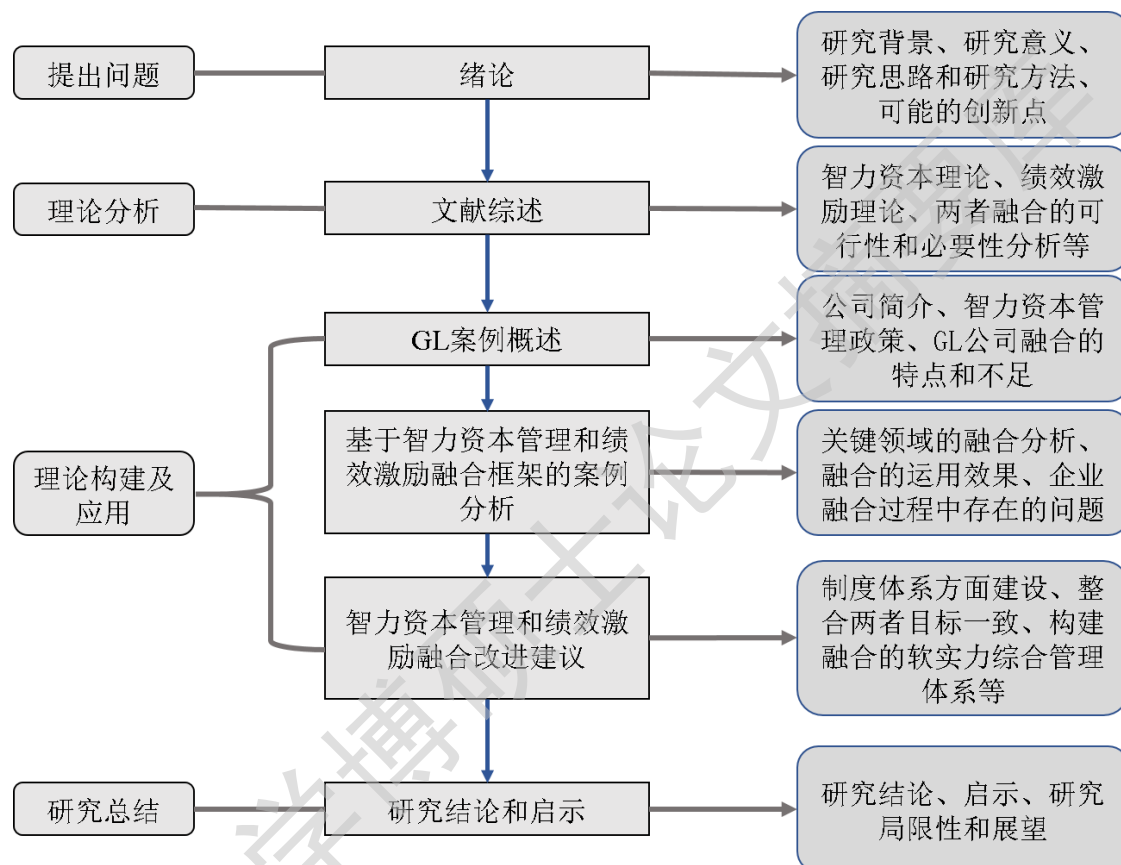 提出问题
绪论
研究背景、研究意义、
研究思路和研究方法、
可能的创新点
理论分析
文献综述
智力资本理论、绩效激
励理论、两者融合的可
行性和必要性分析等
GL案例概述
公司简介、智力资本管
理政策、GL公司融合的
特点和不足
理论构建及
应用
基于智力资本管理和绩
效激励融合框架的案例
分析
关键领域的融合分析、
融合的运用效果、企业
融合过程中存在的问题
智力资本管理和绩效激
励融合改进建议
制度体系方面建设、整
合两者目标一致、构建
融合的软实力综合管理
体系等
研究总结
研究结论和启示
研究结论、启示、研究
局限性和展望
学博硕士论文摘要库